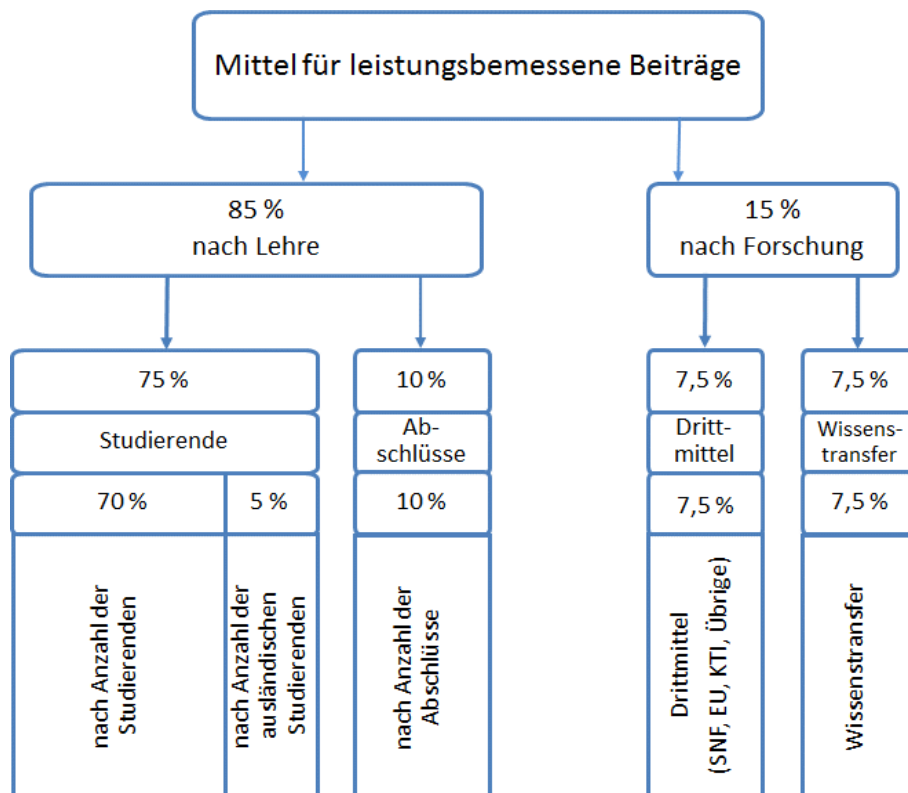 Mittel für leistungsbemessene Beiträge
85 %
nach Lehre
15 %
nach Forschung
75 %
10 %
7,5 %
7,5 %
Studierende
Ab-
schlüsse
Dritt-
mittel
Wissens-
transfer
70 %
5 %
10 %
7,5 %
7,5 %
nach Anzahl der
Studierenden
nach Anzahl der
ausländischen
Studierenden
nach Anzahl der
Abschlüsse
Drittmittel
(SNF, EU, KTI, Übrige)
Wissenstransfer